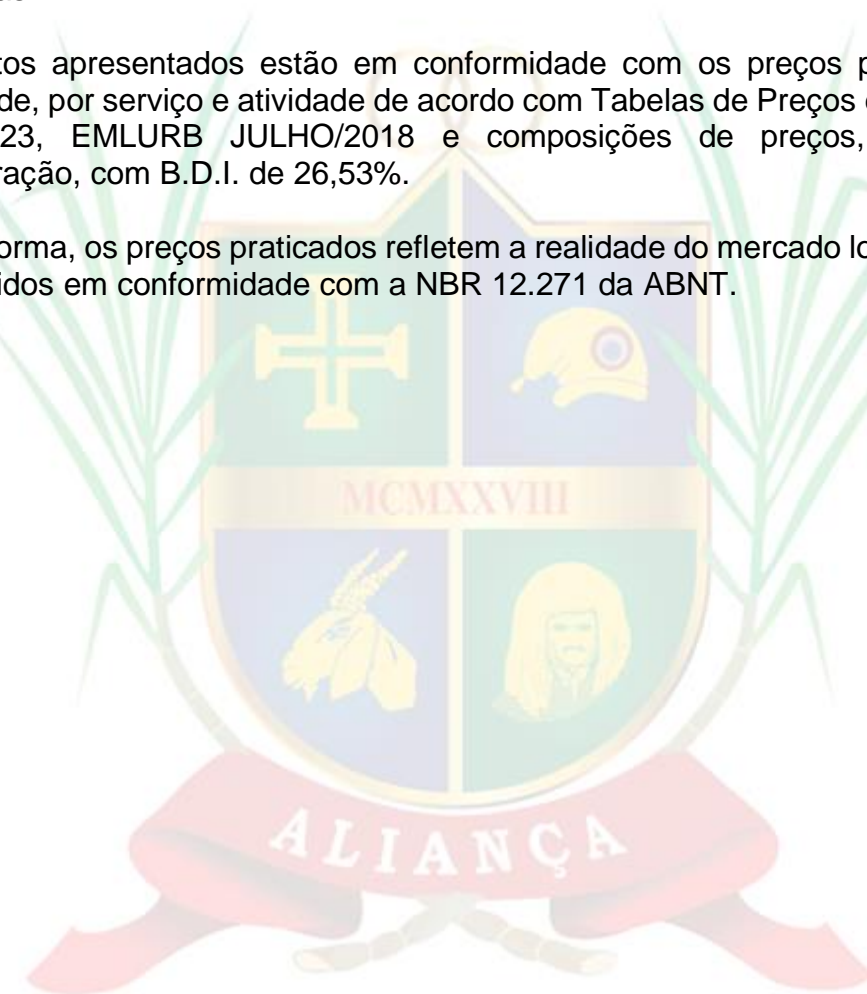 tos apresentados estão em conformidade com os preços p
de, por serviço e atividade de acordo com Tabelas de Preços
23, EMLURB JULHO/2018 e composições de preços,
ração, com B.D.I. de 26,53%.
orma, os preços praticados refletem a realidade do mercado lo
idos em conformidade com a NBR 12.271 da ABNT.
MCMXXVIII
ALIANÇA